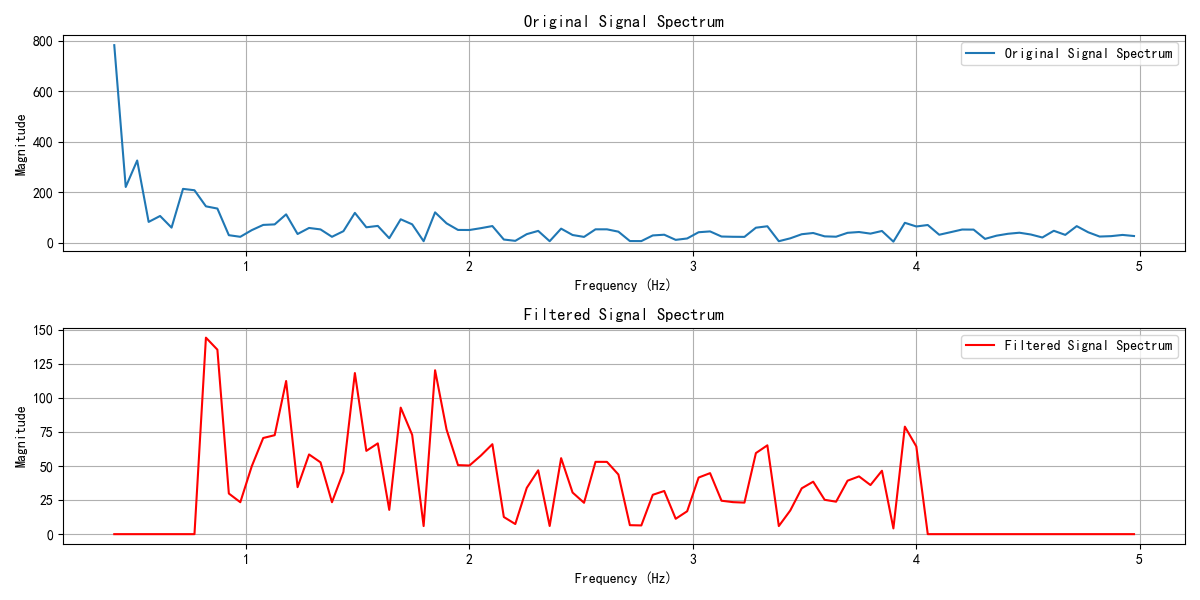 Original Signal Spectrum
800
600
400
200
0
Magnitude
Original Signal Spectrum
1 2 3 4 5
Frequency (Hz)
Filtered Signal Spectrum
150
125
100
75
50
25
0
Magnitude
Filtered Signal Spectrum
1 2 3 4 5
Frequency (Hz)